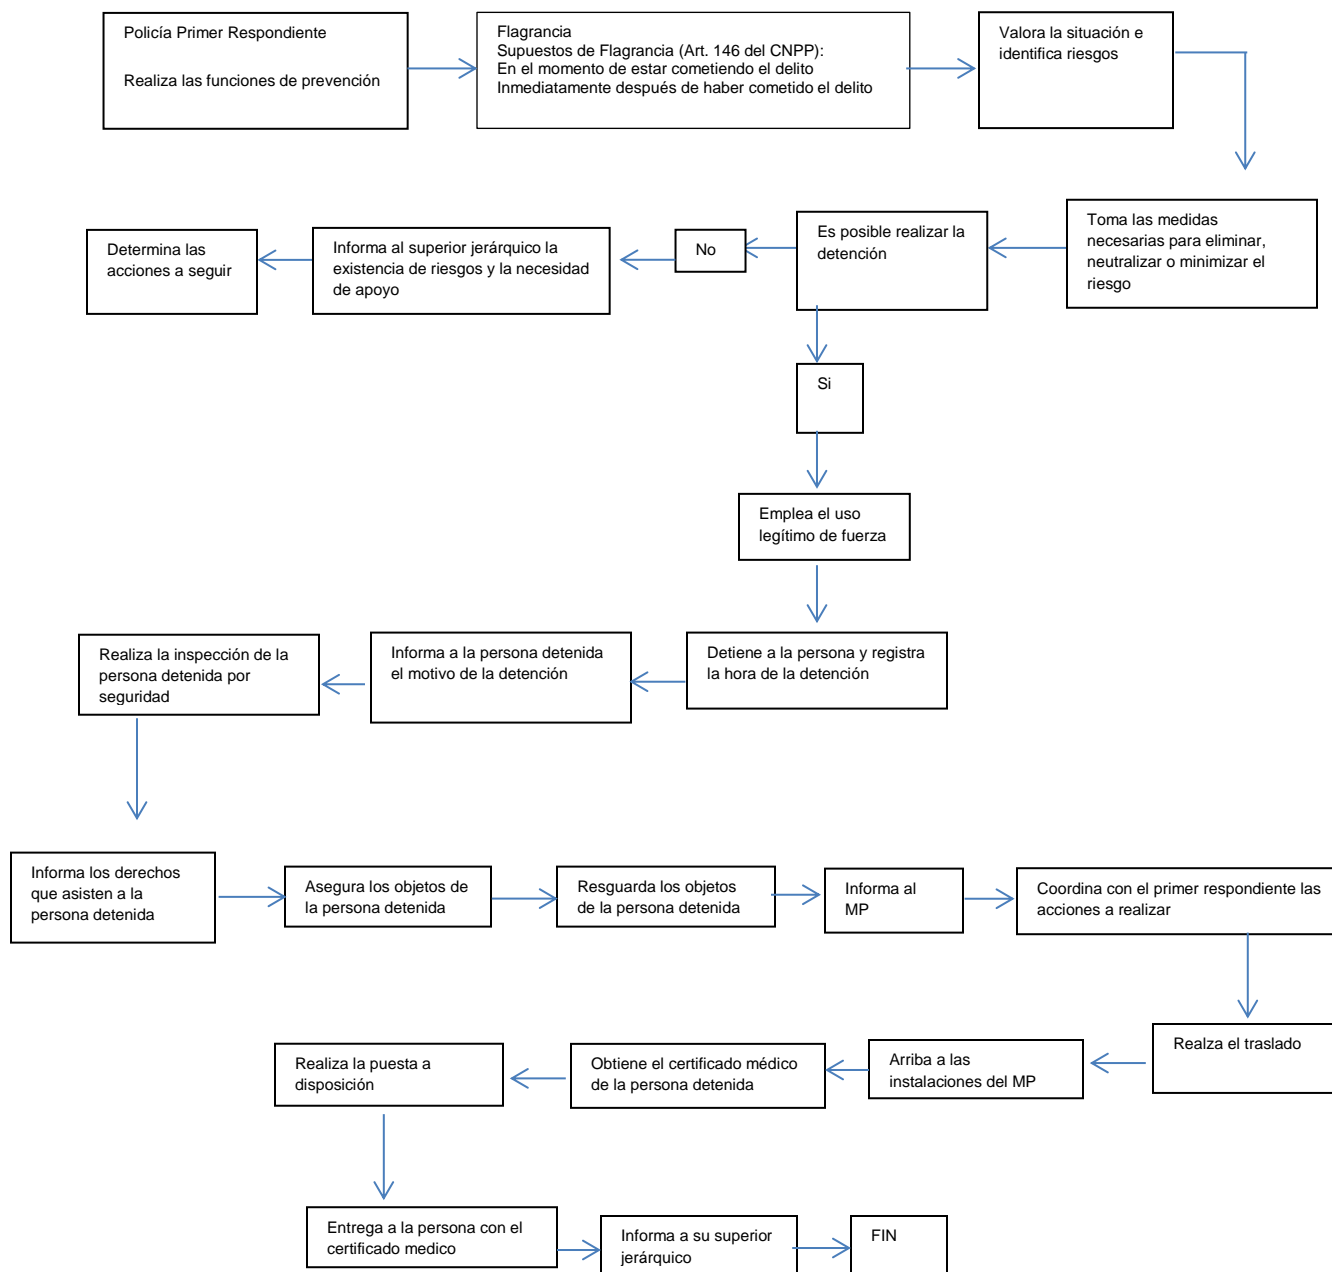 Policía Primer Respondiente
Realiza las funciones de prevención
Flagrancia
Supuestos de Flagrancia (Art. 146 del CNPP):
En el momento de estar cometiendo el delito
Inmediatamente después de haber cometido el delito
Valora la situación e
identifica riesgos
Toma las medidas
necesarias para eliminar,
neutralizar o minimizar el
riesgo
Es posible realizar la
detención
No
Informa al superior jerárquico la
existencia de riesgos y la necesidad
de apoyo
Determina las
acciones a seguir
Si
Emplea el uso
legítimo de fuerza
Detiene a la persona y registra
la hora de la detención
Informa a la persona detenida
el motivo de la detención
Realiza la inspección de la
persona detenida por
seguridad
Informa los derechos
que asisten a la
persona detenida
Asegura los objetos de
la persona detenida
Resguarda los objetos
de la persona detenida
Informa al
MP
Coordina con el primer respondiente las
acciones a realizar
Realza el traslado
Arriba a las
instalaciones del MP
Obtiene el certificado médico
de la persona detenida
Realiza la puesta a
disposición
Entrega a la persona con el
certificado medico
Informa a su superior
jerárquico
FIN